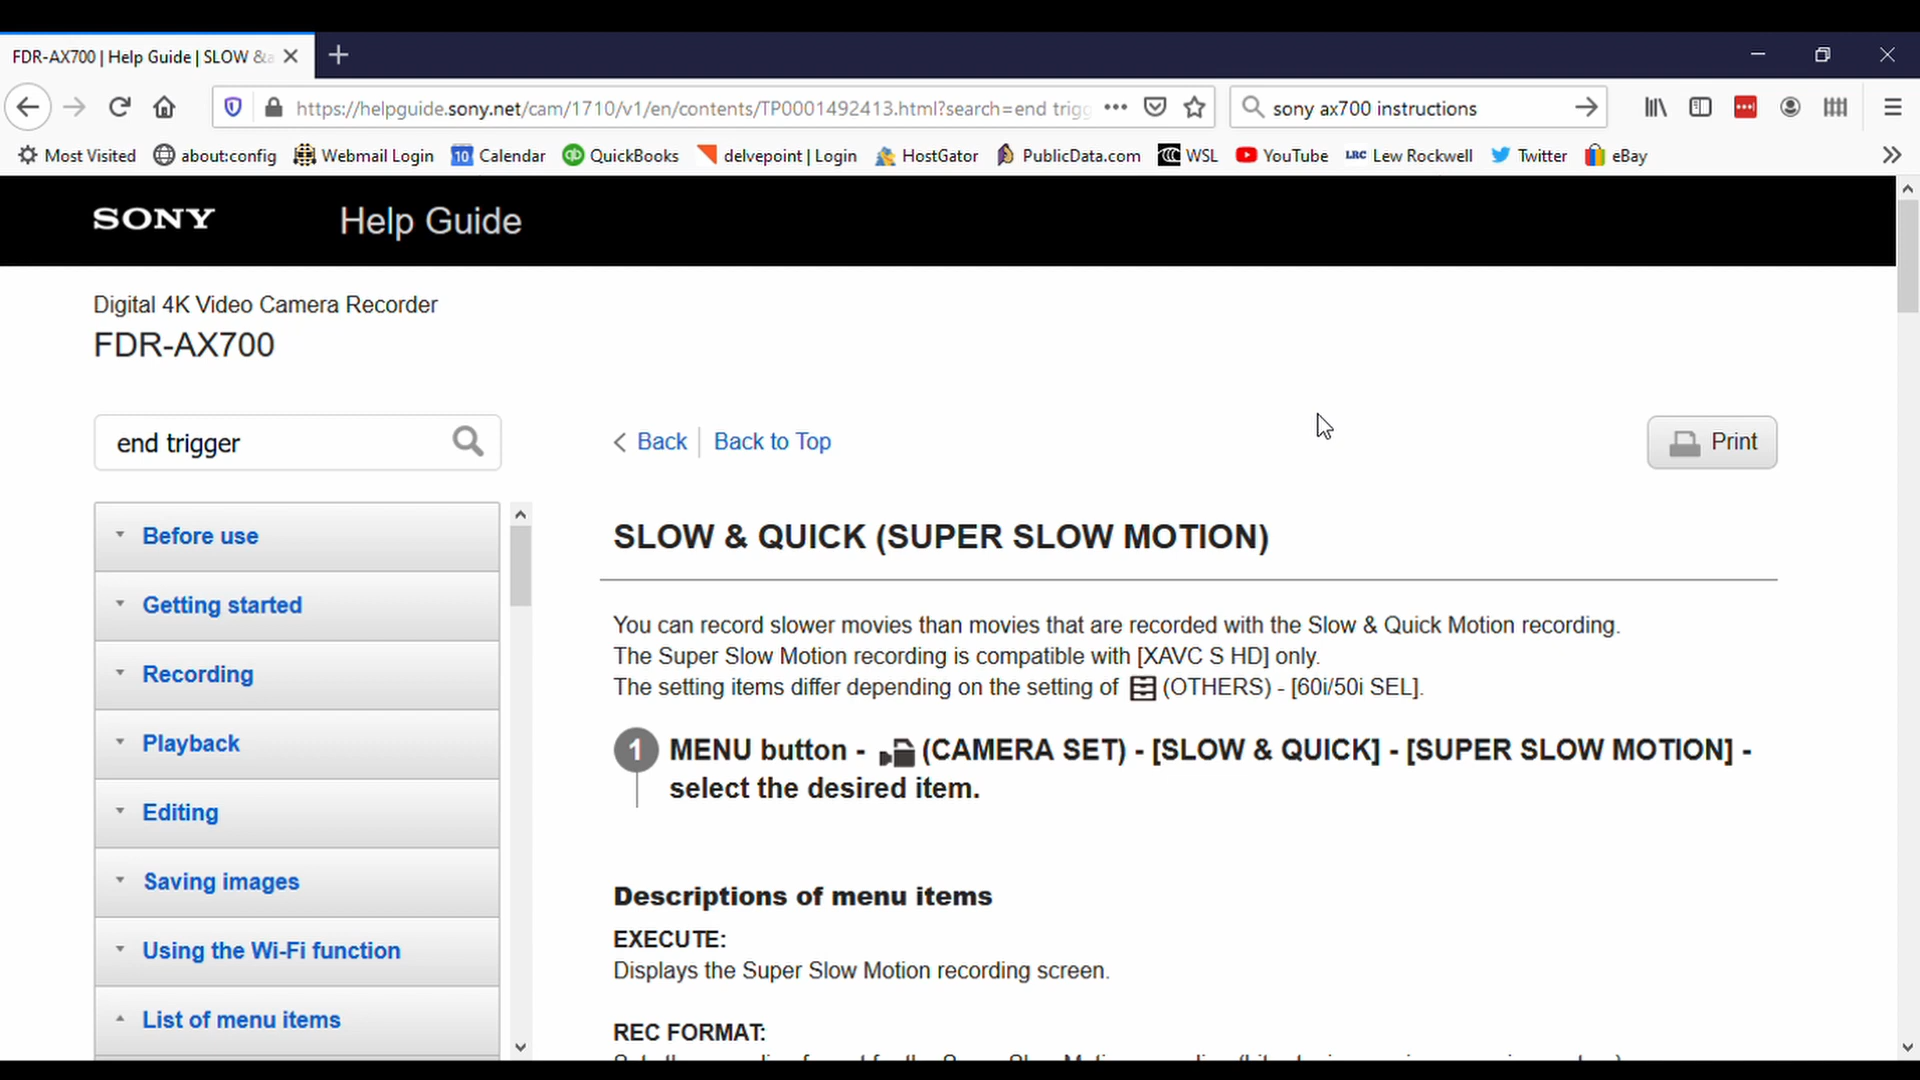 FDR-AX700 | Help Guide | SLOW &
https://helpguide.sony.net/cam/1710/v1/en/contents/TP0001492413.html?search=end trigg
sony ax700 instructions
Most Visited about:config Webmail Login 10 Calendar qb QuickBooks delvepoint | Login HostGator PublicData.com WSL YouTube LRC Lew Rockwell Twitter eBay
SONY Help Guide
Digital 4K Video Camera Recorder
FDR-AX700
end trigger
Back Back to Top
Print
Before use
Getting started
Recording
Playback
Editing
Saving images
Using the Wi-Fi function
List of menu items
SLOW & QUICK (SUPER SLOW MOTION)
You can record slower movies than movies that are recorded with the Slow & Quick Motion recording.
The Super Slow Motion recording is compatible with [XAVC S HD] only.
The setting items differ depending on the setting of (OTHERS) - [60i/50i SEL].
1 MENU button - (CAMERA SET) - [SLOW & QUICK] - [SUPER SLOW MOTION] -
select the desired item.
Descriptions of menu items
EXECUTE:
Displays the Super Slow Motion recording screen.
REC FORMAT: